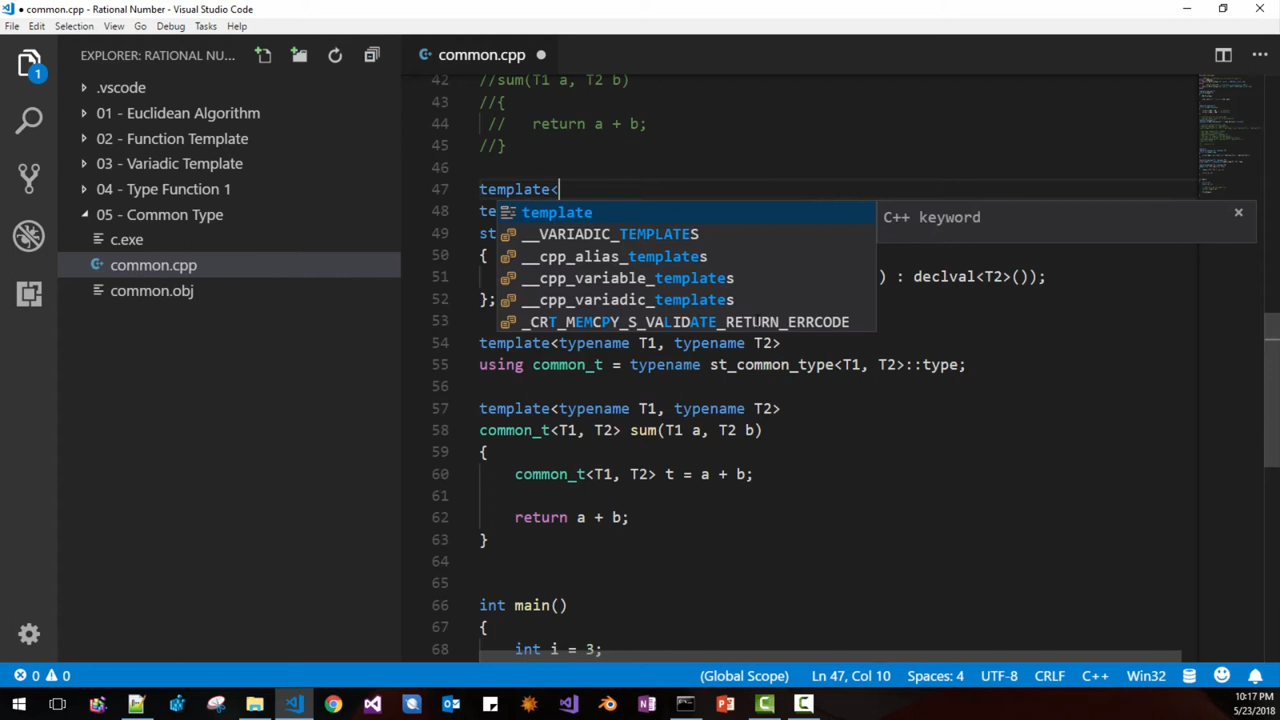 ● common.cpp - Rational Number - Visual Studio Code
File Edit Selection View Go Debug Tasks Help
EXPLORER: RATIONAL NU...
common.cpp ●
1
.vscode
01 - Euclidean Algorithm
02 - Function Template
03 - Variadic Template
04 - Type Function 1
05 - Common Type
c.exe
common.cpp
common.obj
42 //sum(T1 a, T2 b)
43 //{
44 // return a + b;
45 //}
46
47 template<
48 te
49 st
50 {
51 ) : declval<T2>());
52 };
53
template
__VARIADIC_TEMPLATES
__cpp_alias_templates
__cpp_variable_templates
__cpp_variadic_templates
_CRT_MEMCPY_S_VALIDATE_RETURN_ERRCODE
C++ keyword
54 template<typename T1, typename T2>
55 using common_t = typename st_common_type<T1, T2>::type;
56
57 template<typename T1, typename T2>
58 common_t<T1, T2> sum(T1 a, T2 b)
59 {
60 common_t<T1, T2> t = a + b;
61
62 return a + b;
63 }
64
65
66 int main()
67 {
68 int i = 3;
0 0 (Global Scope) Ln 47, Col 10 Spaces: 4 UTF-8 CRLF C++ Win32
10:17 PM
5/23/2018